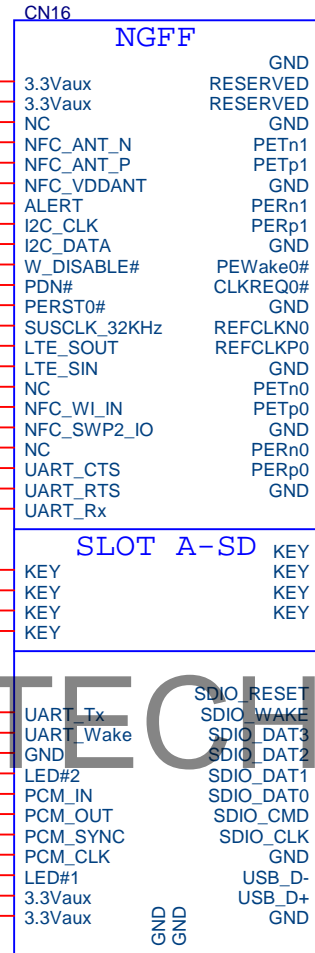 CN16
NGFF
GND
3.3Vaux RESERVED
3.3Vaux RESERVED
NC GND
NFC_ANT_N PETn1
NFC_ANT_P PETp1
NFC_VDDANT GND
ALERT PERn1
I2C_CLK PERp1
I2C_DATA GND
W_DISABLE# PEWake0#
PDN# CLKREQ0#
PERST0# GND
SUSCLK_32KHz REFCLKN0
LTE_SOUT REFCLKP0
LTE_SIN GND
NC PETn0
NFC_WI_IN PETp0
NFC_SWP2_IO GND
NC PERn0
UART_CTS PERp0
UART_RTS GND
UART_Rx
SLOT A-SD KEY
KEY KEY
KEY KEY
KEY KEY
KEY
TECH
SDIO_RESET
UART_Tx SDIO_WAKE
UART_Wake SDIO_DAT3
GND SDIO_DAT2
LED#2 SDIO_DAT1
PCM_IN SDIO_DAT0
PCM_OUT SDIO_CMD
PCM_SYNC SDIO_CLK
PCM_CLK GND
LED#1 USB_D-
3.3Vaux USB_D+
3.3Vaux GND
GND
GND